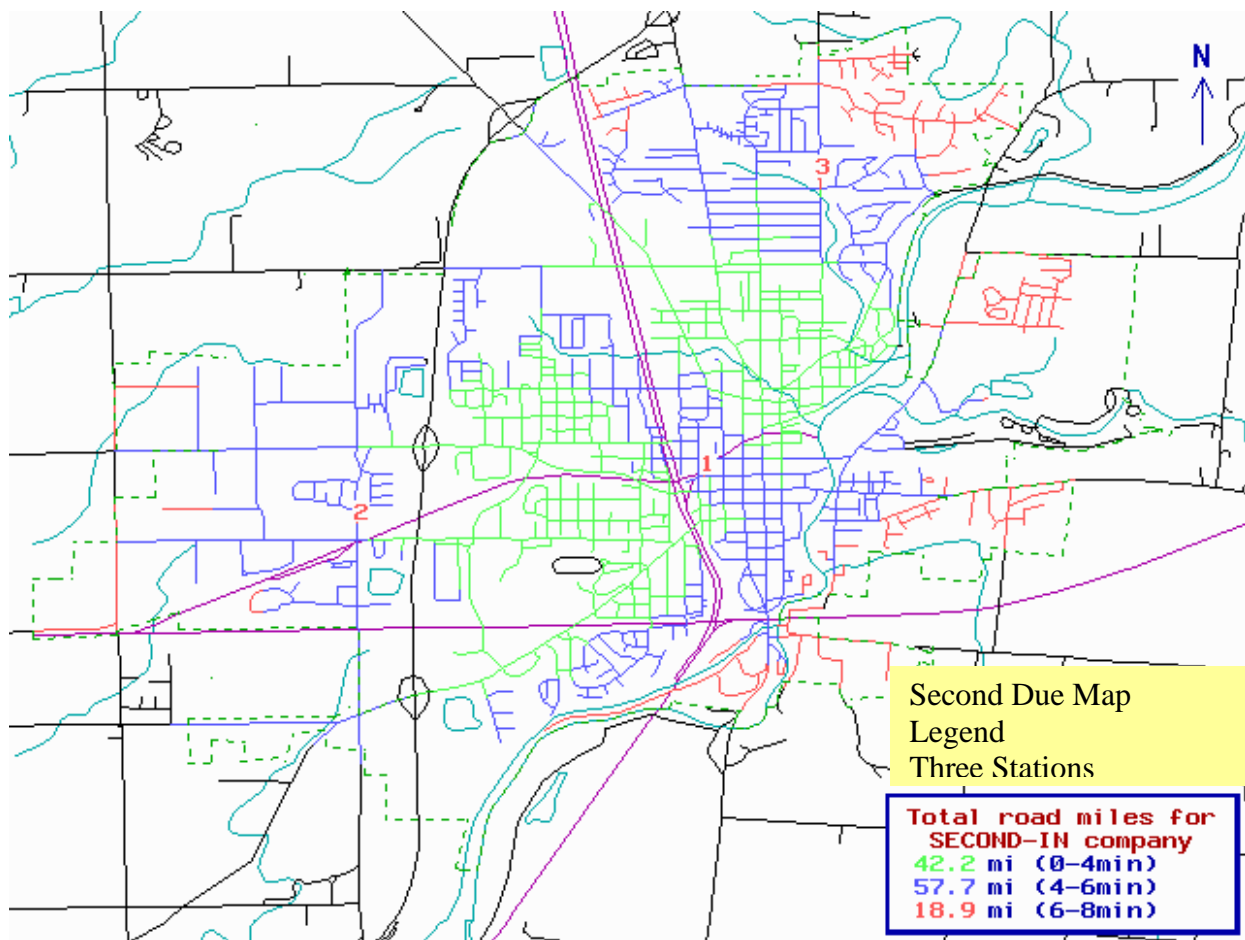 N
3
1
2
Second Due Map
Legend
Three Stations
Total road miles for
SECOND-IN company
42.2 mi (0-4min)
57.7 mi (4-6min)
18.9 mi (6-8min)